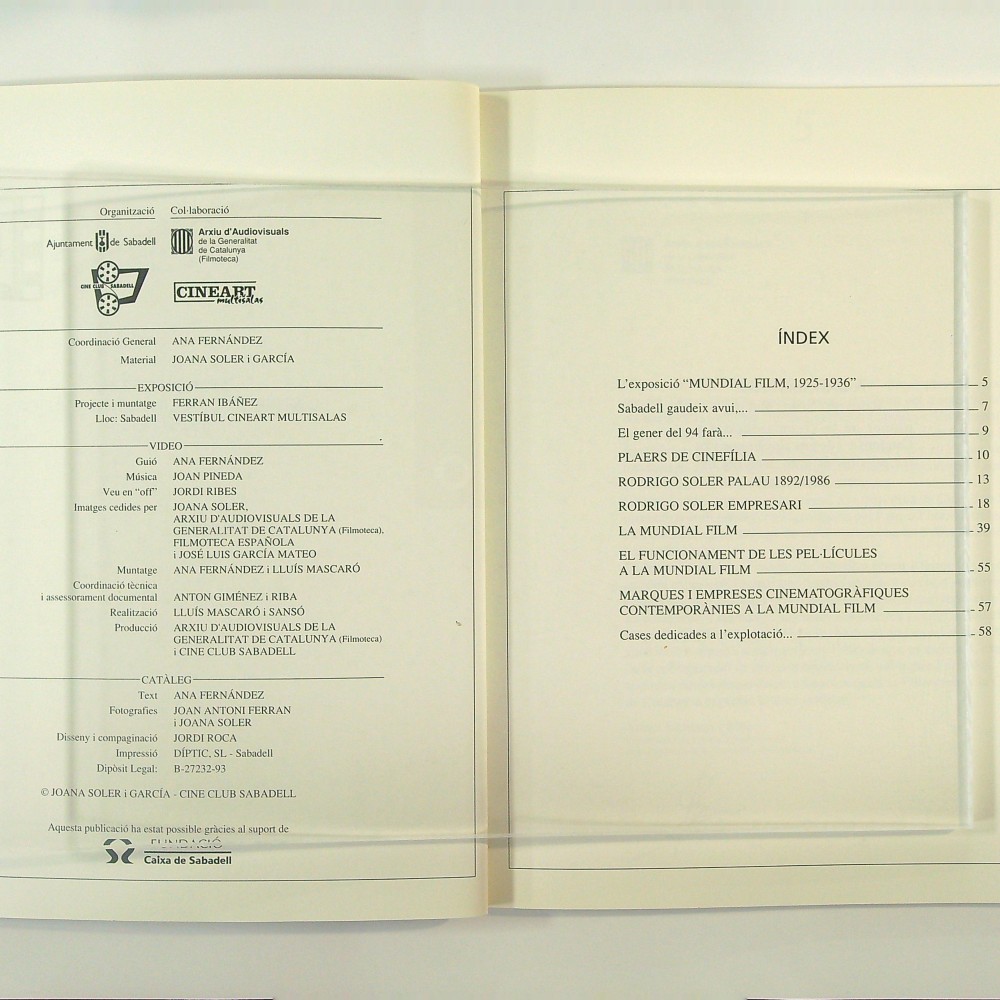 Organització Col·laboració
Ajuntament de Sabadell
Arxiu d'Audiovisuals
de la Generalitat
de Catalunya
(Filmoteca)
CINE CLUB SABADELL
CINEART
multisalas
Coordinació General ANA FERNÁNDEZ
Material JOANA SOLER i GARCÍA
EXPOSICIÓ
Projecte i muntatge FERRAN IBÁÑEZ
Lloc: Sabadell VESTÍBUL CINEART MULTISALAS
VIDEO
Guió ANA FERNÁNDEZ
Música JOAN PINEDA
Veu en “off” JORDI RIBES
Imatges cedides per JOANA SOLER,
ARXIU D'AUDIOVISUALS DE LA
GENERALITAT DE CATALUNYA (Filmoteca),
FILMOTECA ESPAÑOLA
i JOSÉ LUIS GARCÍA MATEO
Muntatge ANA FERNÁNDEZ i LLUÍS MASCARÓ
Coordinació tècnica
i assessorament documental ANTON GIMÉNEZ i RIBA
Realització LLUÍS MASCARÓ i SANSÓ
Producció ARXIU D'AUDIOVISUALS DE LA
GENERALITAT DE CATALUNYA (Filmoteca)
i CINE CLUB SABADELL
CATÀLEG
Text ANA FERNÁNDEZ
Fotografies JOAN ANTONI FERRAN
i JOANA SOLER
Disseny i compaginació JORDI ROCA
Impressió DÍPTIC, SL - Sabadell
Dipòsit Legal: B-27232-93
© JOANA SOLER i GARCÍA - CINE CLUB SABADELL
Aquesta publicació ha estat possible gràcies al suport de
FUNDACIÓ
Caixa de Sabadell
ÍNDEX
L'exposició “MUNDIAL FILM, 1925-1936” 5
Sabadell gaudeix avui,... 7
El gener del 94 farà... 9
PLAERS DE CINEFÍLIA 10
RODRIGO SOLER PALAU 1892/1986 13
RODRIGO SOLER EMPRESARI 18
LA MUNDIAL FILM 39
EL FUNCIONAMENT DE LES PEL·LÍCULES
A LA MUNDIAL FILM 55
MARQUES I EMPRESES CINEMATOGRÀFIQUES
CONTEMPORÀNIES A LA MUNDIAL FILM 57
Cases dedicades a l'explotació... 58